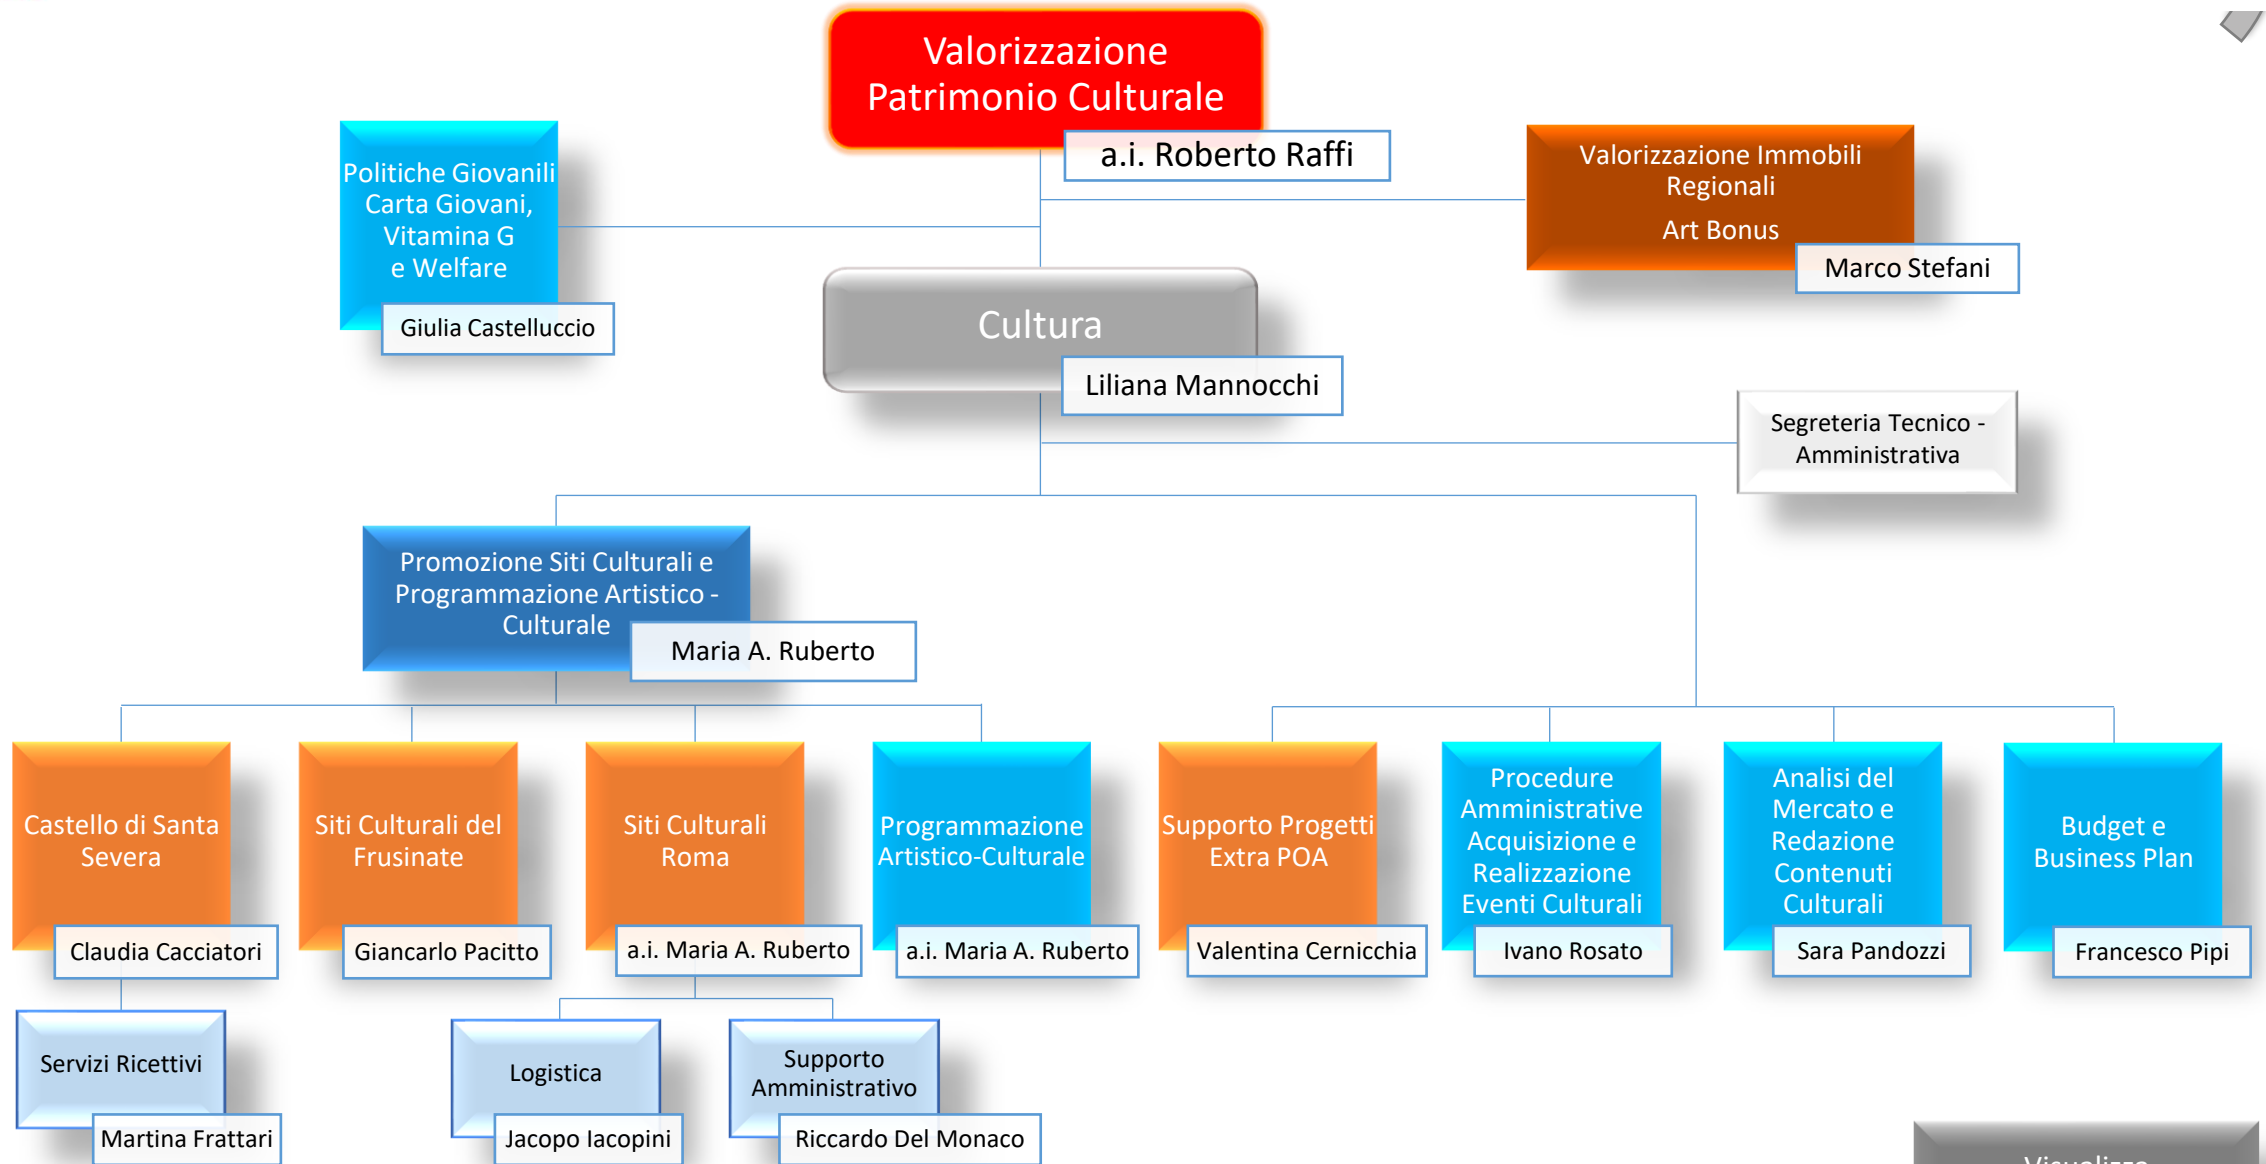 Valorizzazione
Patrimonio Culturale
a.i. Roberto Raffi
Politiche Giovanili
Carta Giovani,
Vitamina G
e Welfare
Giulia Castelluccio
Valorizzazione Immobili
Regionali
Art Bonus
Marco Stefani
Cultura
Liliana Mannocchi
Segreteria Tecnico -
Amministrativa
Promozione Siti Culturali e
Programmazione Artistico -
Culturale
Maria A. Ruberto
Castello di Santa
Severa
Claudia Cacciatori
Siti Culturali del
Frusinate
Giancarlo Pacitto
Siti Culturali
Roma
a.i. Maria A. Ruberto
Programmazione
Artistico-Culturale
a.i. Maria A. Ruberto
Supporto Progetti
Extra POA
Valentina Cernicchia
Procedure
Amministrative
Acquisizione e
Realizzazione
Eventi Culturali
Ivano Rosato
Analisi del
Mercato e
Redazione
Contenuti
Culturali
Sara Pandozzi
Budget e
Business Plan
Francesco Pipi
Servizi Ricettivi
Martina Frattari
Logistica
Jacopo Iacopini
Supporto
Amministrativo
Riccardo Del Monaco